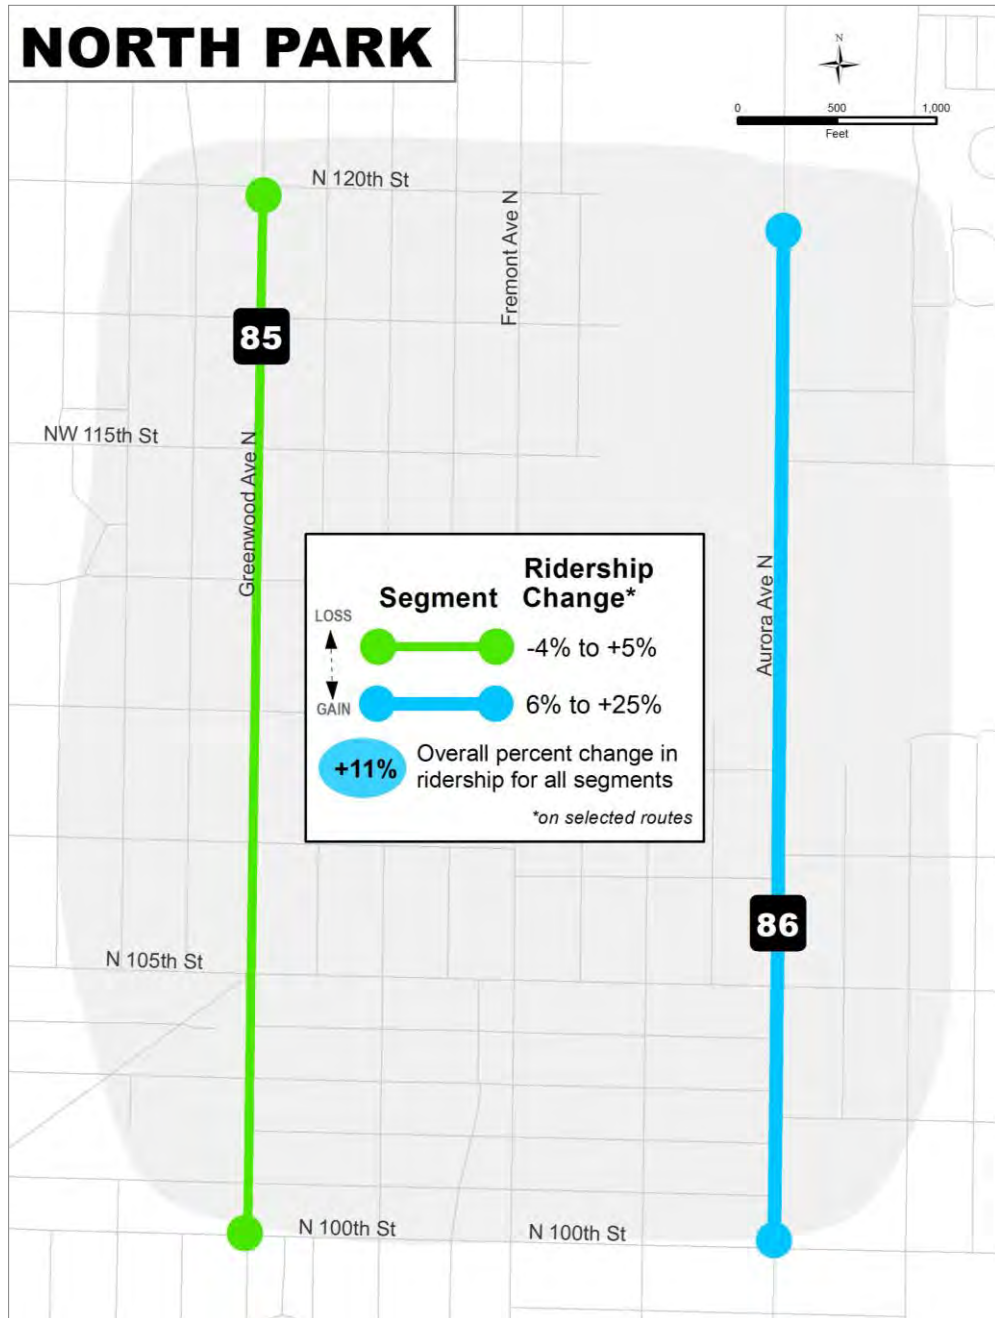 NORTH PARK
N
0 500 1,000
Feet
N 120th St
Fremont Ave N
85
NW 115th St
Greenwood Ave N
Aurora Ave N
Segment
Ridership
Change*
LOSS
-4% to +5%
GAIN
6% to +25%
+11%
Overall percent change in
ridership for all segments
*on selected routes
86
N 105th St
N 100th St
N 100th St